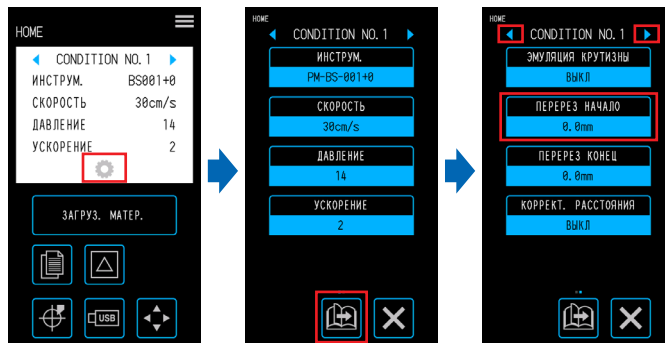 HOME
CONDITION NO. 1
ИНСТРУМ. BS001+0
СКОРОСТЬ 30cm/s
ДАВЛЕНИЕ 14
УСКОРЕНИЕ 2
ЗАГРУЗ. МАТЕР.
USB
HOME
CONDITION NO. 1
ИНСТРУМ.
PM-BS-001+0
СКОРОСТЬ
30cm/s
ДАВЛЕНИЕ
14
УСКОРЕНИЕ
2
HOME
CONDITION NO. 1
ЭМУЛЯЦИЯ КРУТИЗНЫ
ВЫКЛ
ПЕРЕРЕЗ НАЧАЛО
0.0mm
ПЕРЕРЕЗ КОНЕЦ
0.0mm
КОРРЕКТ. РАССТОЯНИЯ
ВЫКЛ